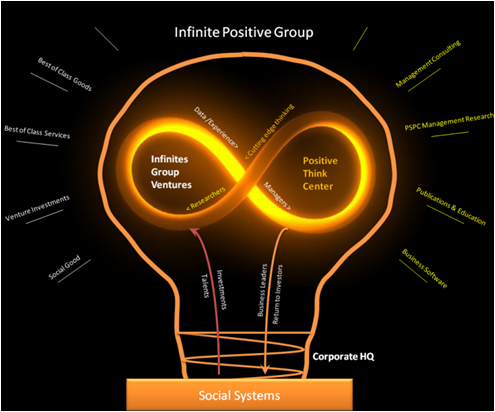 Infinite Positive Group
Best of Class Goods
Best of Class Services
Venture Investments
Social Good
Management Consulting
PSPC Management Research
Publications & Education
Business Software
Data /Experience>
< Cutting edge thinking
Infinites
Group
Ventures
Positive
Think
Center
< Researchers
Managers>
Investments
Talents
Business Leaders
Return to Investors
Corporate HQ
Social Systems